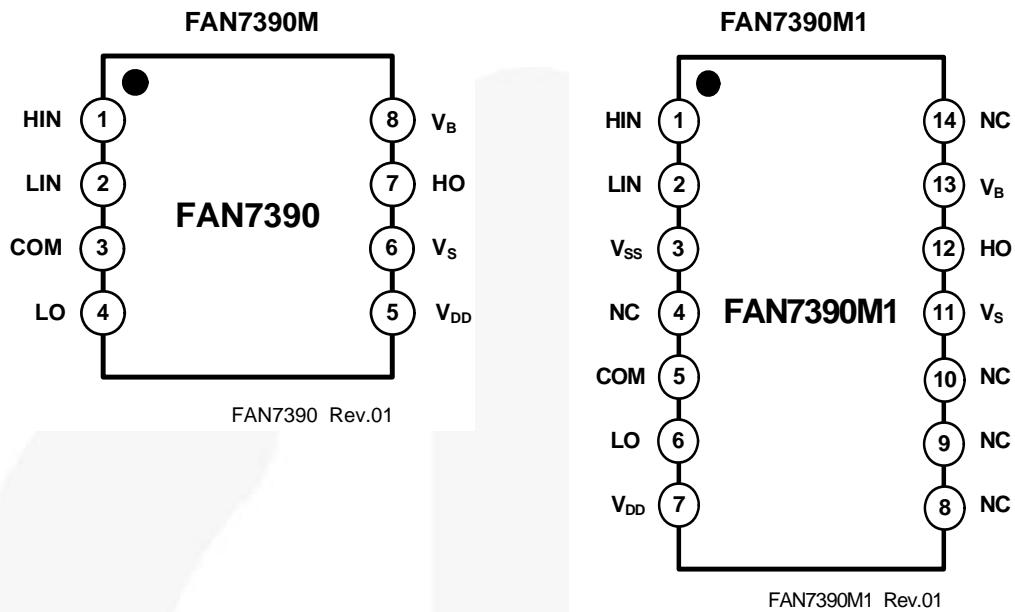 FAN7390M
HIN 1
8 VB
LIN 2
7 HO
FAN7390
COM 3
6 VS
LO 4
5 VDD
FAN7390 Rev.01
FAN7390M1
HIN 1
14 NC
LIN 2
13 VB
VSS 3
12 HO
NC 4
FAN7390M1
11 VS
COM 5
10 NC
LO 6
9 NC
VDD 7
8 NC
FAN7390M1 Rev.01